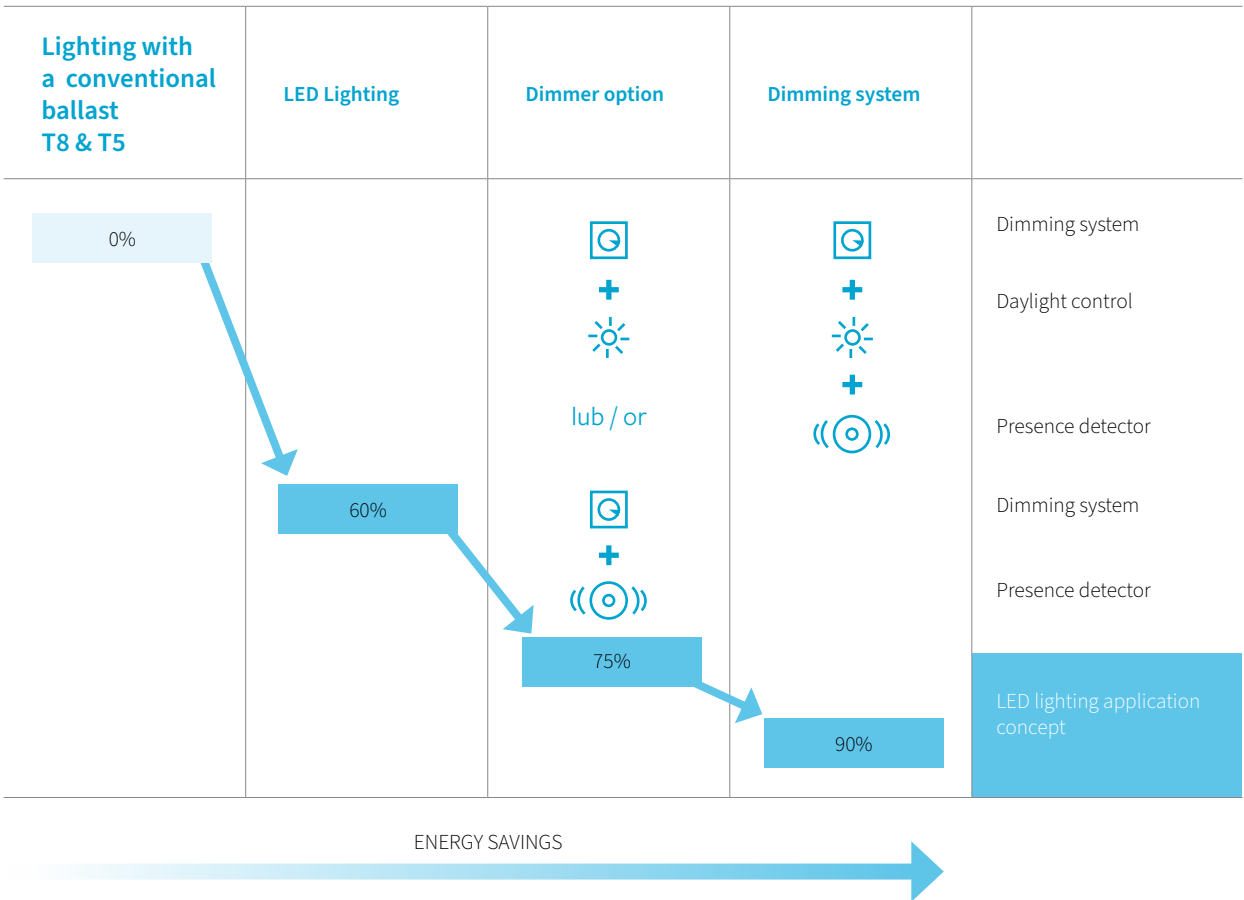 Lighting with
a conventional
ballast
T8 & T5
LED Lighting
Dimmer option
Dimming system
0%
Dimming system
Daylight control
lub / or
Presence detector
60%
Dimming system
Presence detector
75%
LED lighting application
concept
90%
ENERGY SAVINGS